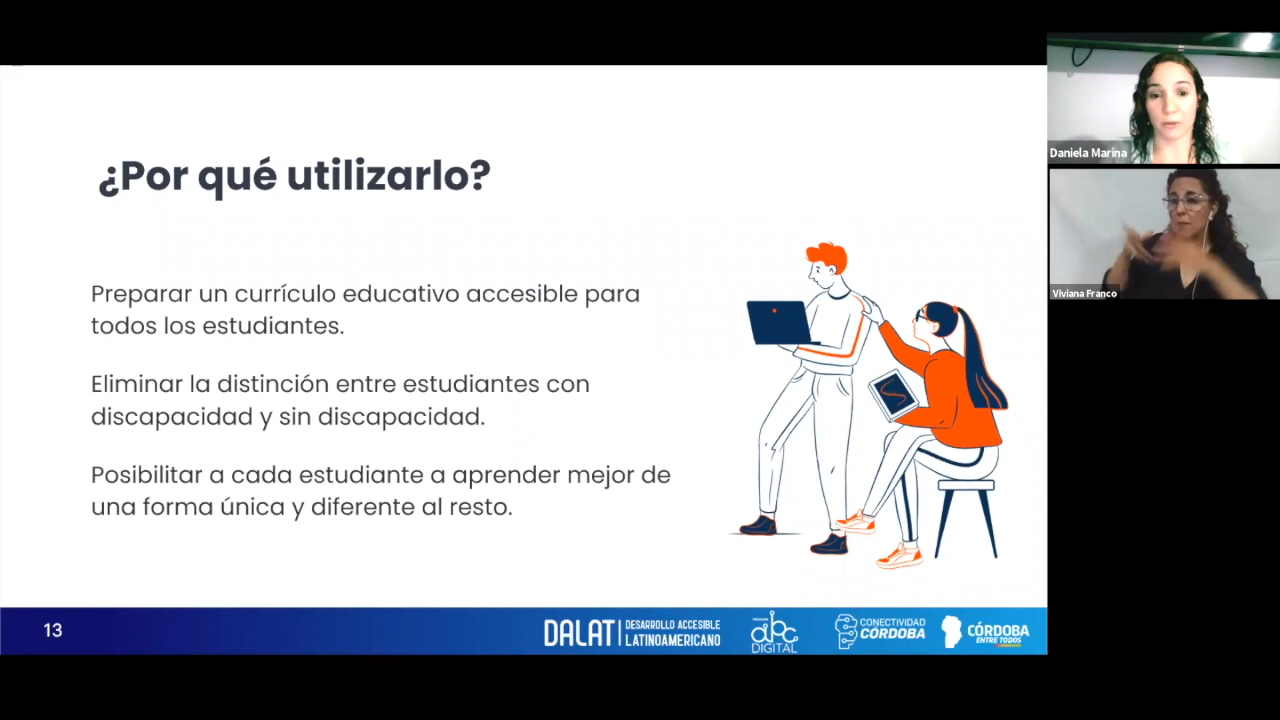 ¿Por qué utilizarlo?
Preparar un currículo educativo accesible para
todos los estudiantes.
Eliminar la distinción entre estudiantes con
discapacidad y sin discapacidad.
Posibilitar a cada estudiante a aprender mejor de
una forma única y diferente al resto.
13
DALAT
DESARROLLO ACCESIBLE
LATINOAMERICANO
abc
DIGITAL
CONECTIVIDAD
CÓRDOBA
CÓRDOBA
ENTRE TODOS
Daniela Marina
Viviana Franco